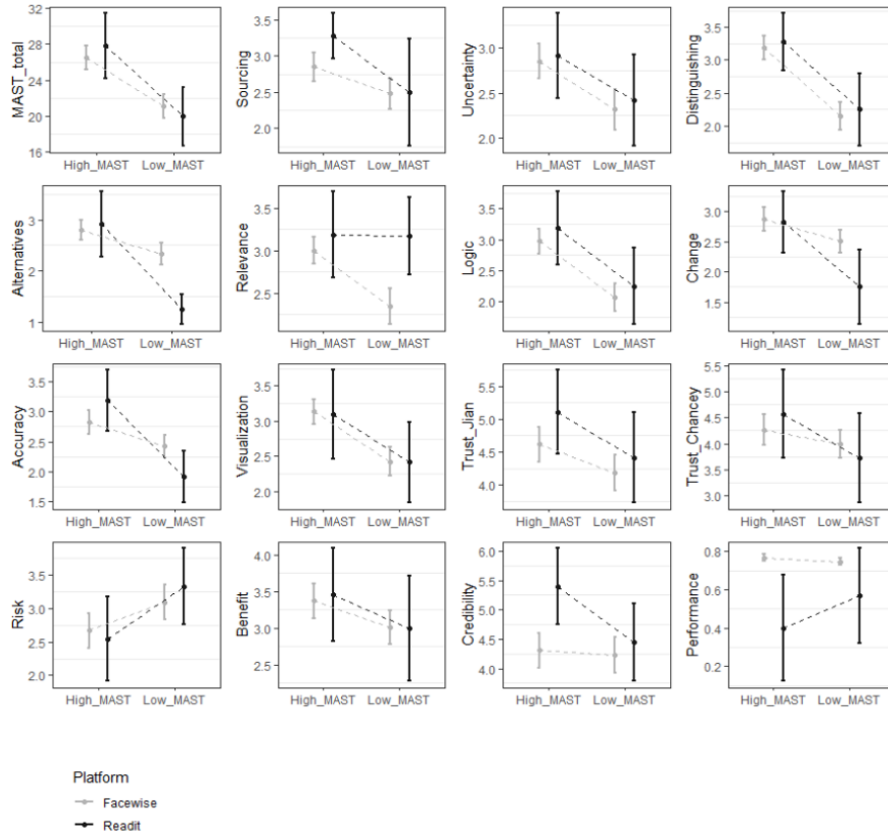 MAST_total
32
28
24
20
16
High_MAST Low_MAST
Sourcing
3.5
3.0
2.5
2.0
High_MAST Low_MAST
Uncertainty
3.0
2.5
2.0
High_MAST Low_MAST
Distinguishing
3.5
3.0
2.5
2.0
High_MAST Low_MAST
Alternatives
3
2
1
High_MAST Low_MAST
Relevance
3.5
3.0
2.5
High_MAST Low_MAST
Logic
3.5
3.0
2.5
2.0
High_MAST Low_MAST
Change
3.0
2.5
2.0
1.5
High_MAST Low_MAST
Accuracy
3.5
3.0
2.5
2.0
1.5
High_MAST Low_MAST
Visualization
3.5
3.0
2.5
2.0
High_MAST Low_MAST
Trust_Jian
5.5
5.0
4.5
4.0
High_MAST Low_MAST
Trust_Chancey
5.5
5.0
4.5
4.0
3.5
3.0
High_MAST Low_MAST
Risk
3.5
3.0
2.5
2.0
High_MAST Low_MAST
Benefit
4.0
3.5
3.0
2.5
High_MAST Low_MAST
Credibility
6.0
5.5
5.0
4.5
4.0
High_MAST Low_MAST
Performance
0.8
0.6
0.4
0.2
High_MAST Low_MAST
Platform
Facewise
Readit